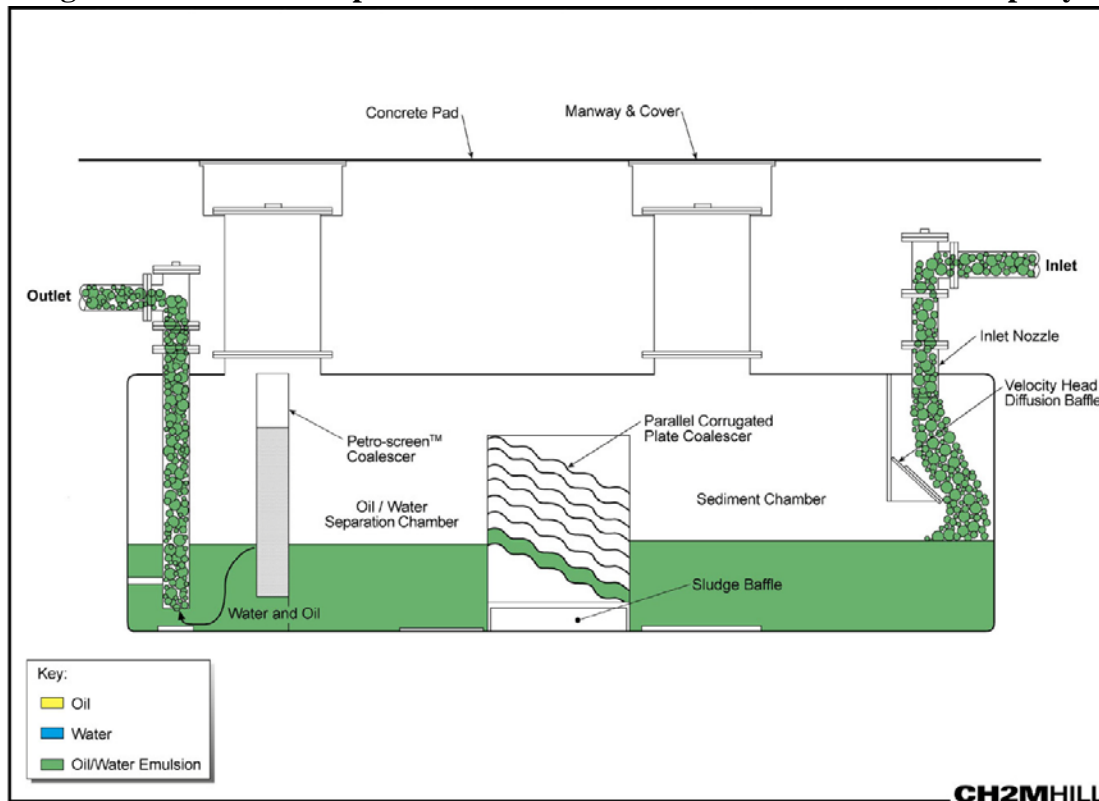 Concrete Pad
Manway & Cover
Outlet
Inlet
Inlet Nozzle
Velocity Head
Diffusion Baffle
Petro-screen™
Coalescer
Parallel Corrugated
Plate Coalescer
Oil / Water
Separation Chamber
Sediment Chamber
Sludge Baffle
Water and Oil
Key:
Oil
Water
Oil/Water Emulsion
CH2MHILL